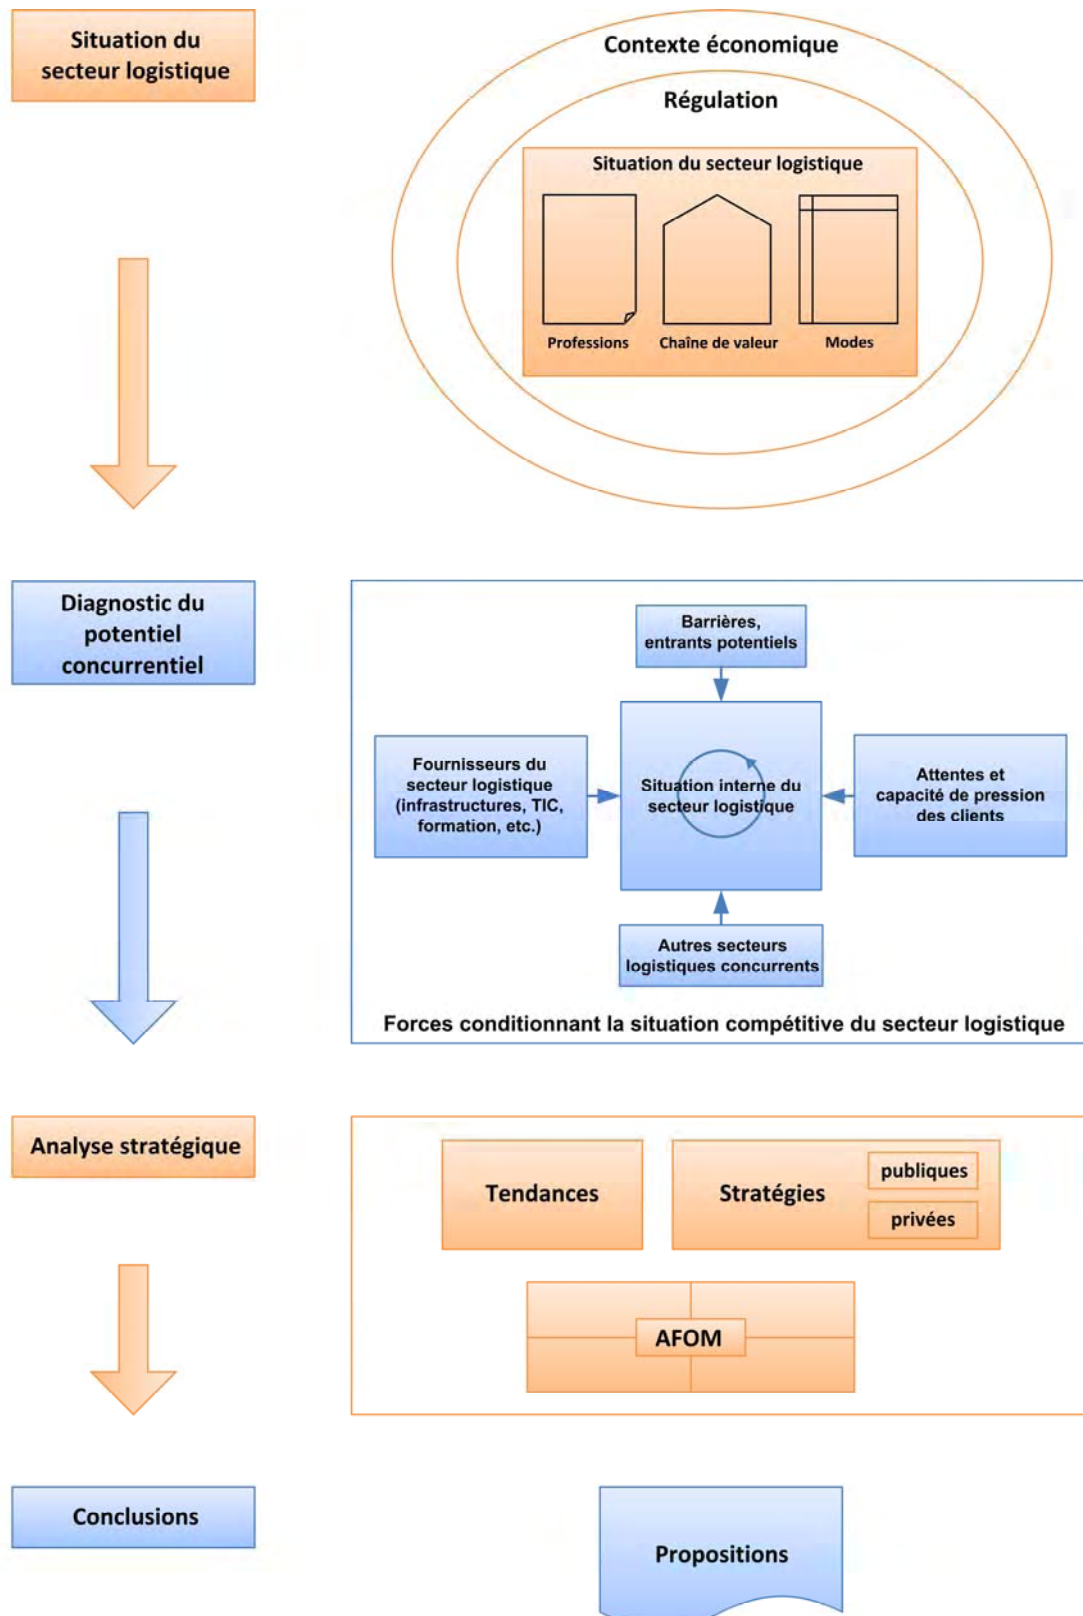 Situation du
secteur logistique
Contexte économique
Régulation
Situation du secteur logistique
Professions
Chaîne de valeur
Modes
Diagnostic du
potentiel
concurrentiel
Barrières,
entrants potentiels
Fournisseurs du
secteur logistique
(infrastructures, TIC,
formation, etc.)
Situation interne du
secteur logistique
Attentes et
capacité de pression
des clients
Autres secteurs
logistiques concurrents
Forces conditionnant la situation compétitive du secteur logistique
Analyse stratégique
Tendances
Stratégies
publiques
privées
AFOM
Conclusions
Propositions